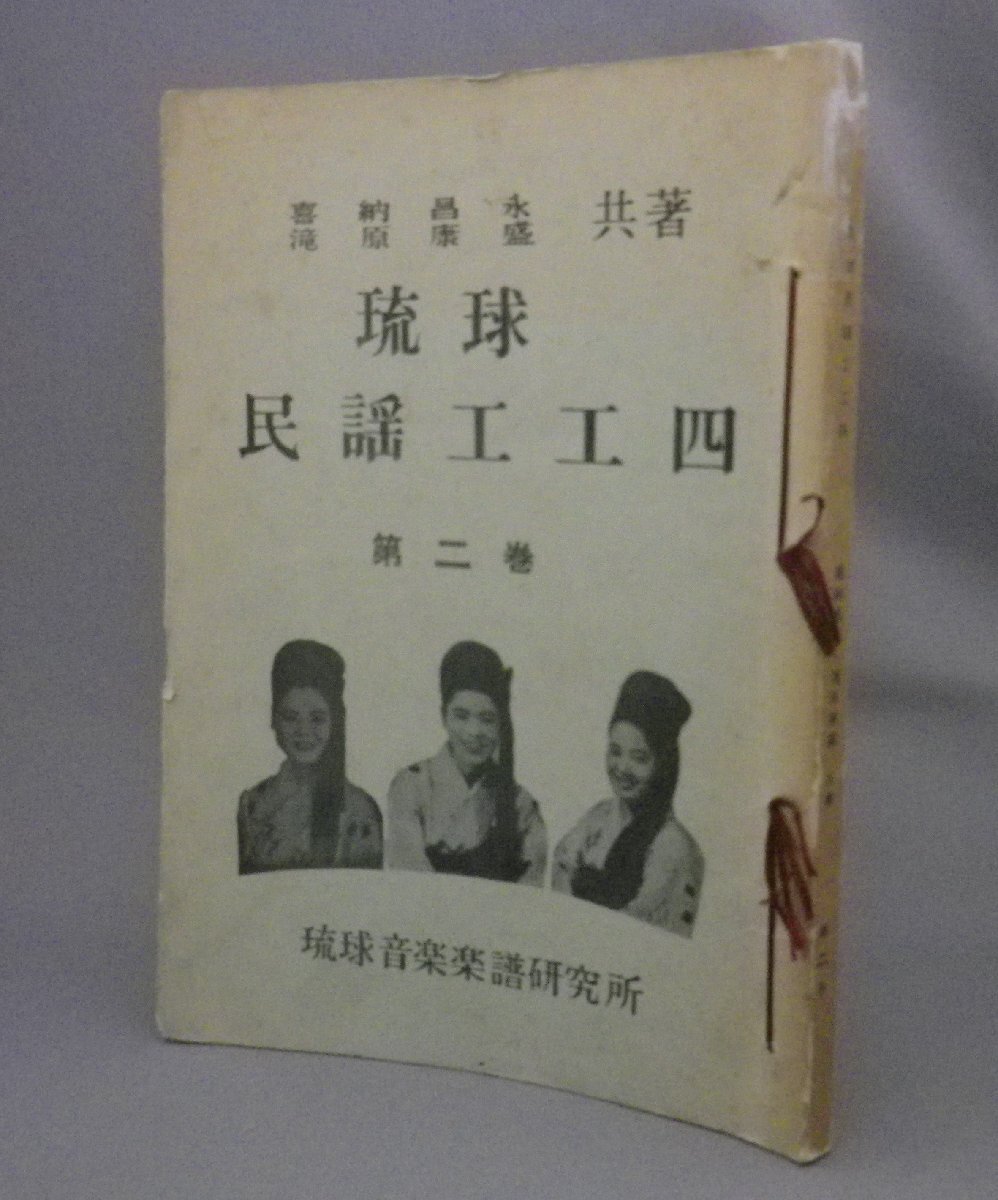 喜納昌永
滝原康盛
共著
琉球
民謡工工四
第二巻
琉球音楽楽譜研究所